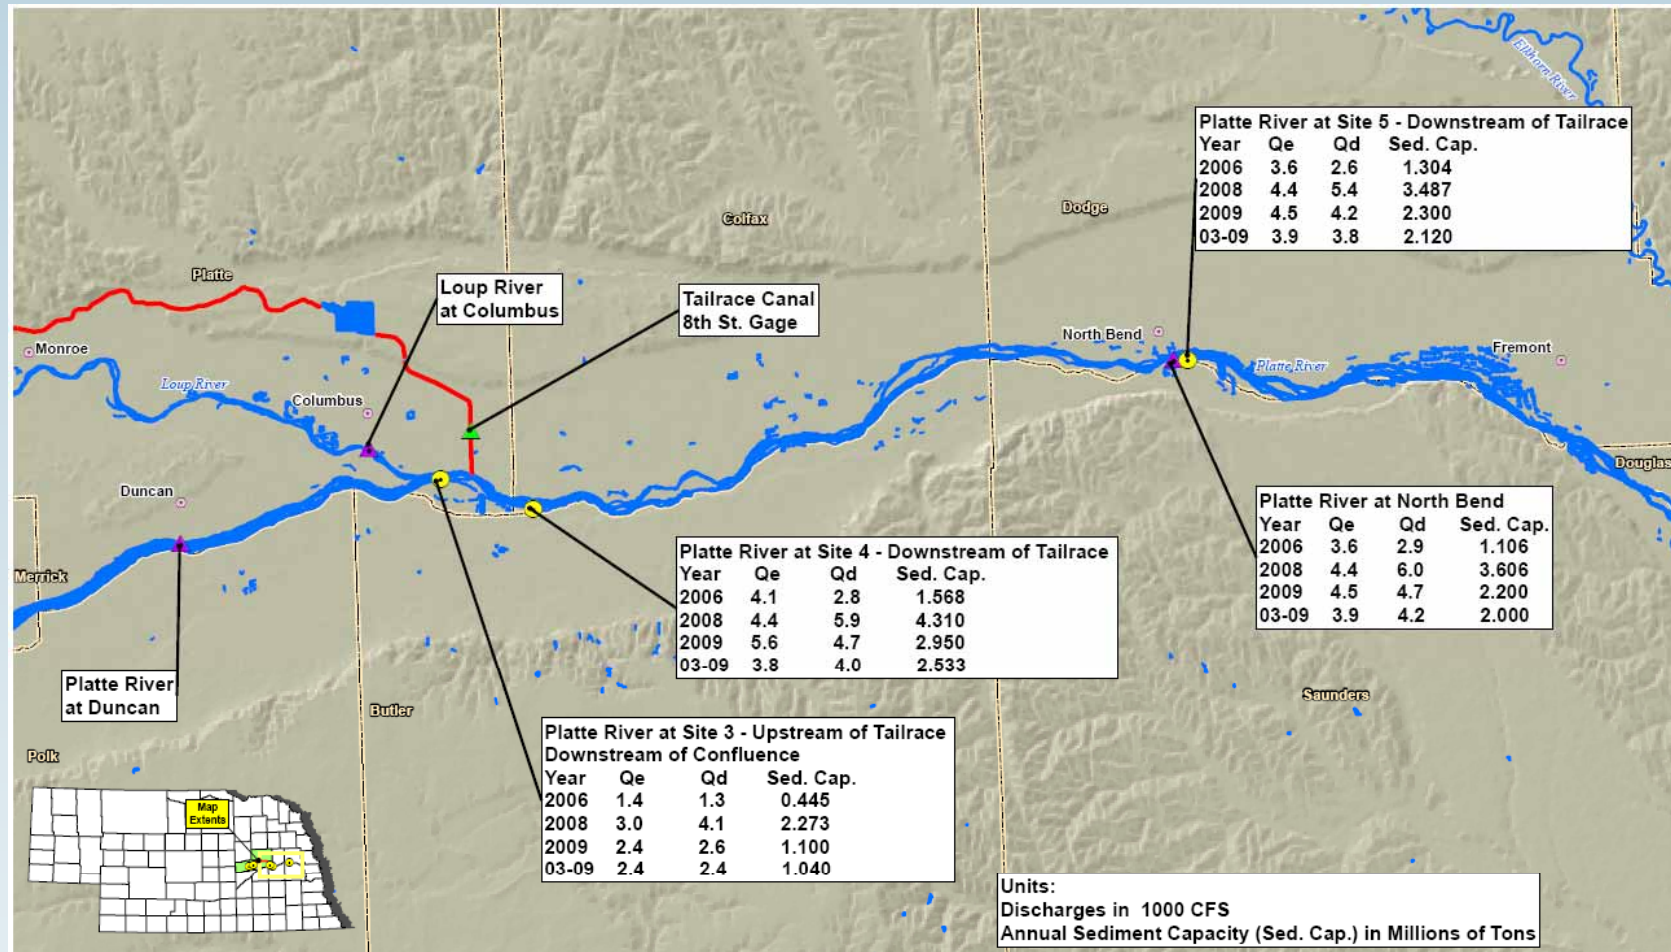 Elkhorn River
Platte River at Site 5 - Downstream of Tailrace
Year Qe Qd Sed. Cap.
2006 3.6 2.6 1.304
2008 4.4 5.4 3.487
2009 4.5 4.2 2.300
03-09 3.9 3.8 2.120
Dodge
Colfax
Platte
Loup River
at Columbus
Tailrace Canal
8th St. Gage
North Bend
Fremont
Monroe
Platte River
Loup River
Columbus
Douglas
Duncan
Platte River at North Bend
Year Qe Qd Sed. Cap.
2006 3.6 2.9 1.106
2008 4.4 6.0 3.606
2009 4.5 4.7 2.200
03-09 3.9 4.2 2.000
Merrick
Platte River at Site 4 - Downstream of Tailrace
Year Qe Qd Sed. Cap.
2006 4.1 2.8 1.568
2008 4.4 5.9 4.310
2009 5.6 4.7 2.950
03-09 3.8 4.0 2.533
Platte River
at Duncan
Butler
Saunders
Polk
Platte River at Site 3 - Upstream of Tailrace
Downstream of Confluence
Year Qe Qd Sed. Cap.
2006 1.4 1.3 0.445
2008 3.0 4.1 2.273
2009 2.4 2.6 1.100
03-09 2.4 2.4 1.040
Map
Extents
Units:
Discharges in 1000 CFS
Annual Sediment Capacity (Sed. Cap.) in Millions of Tons